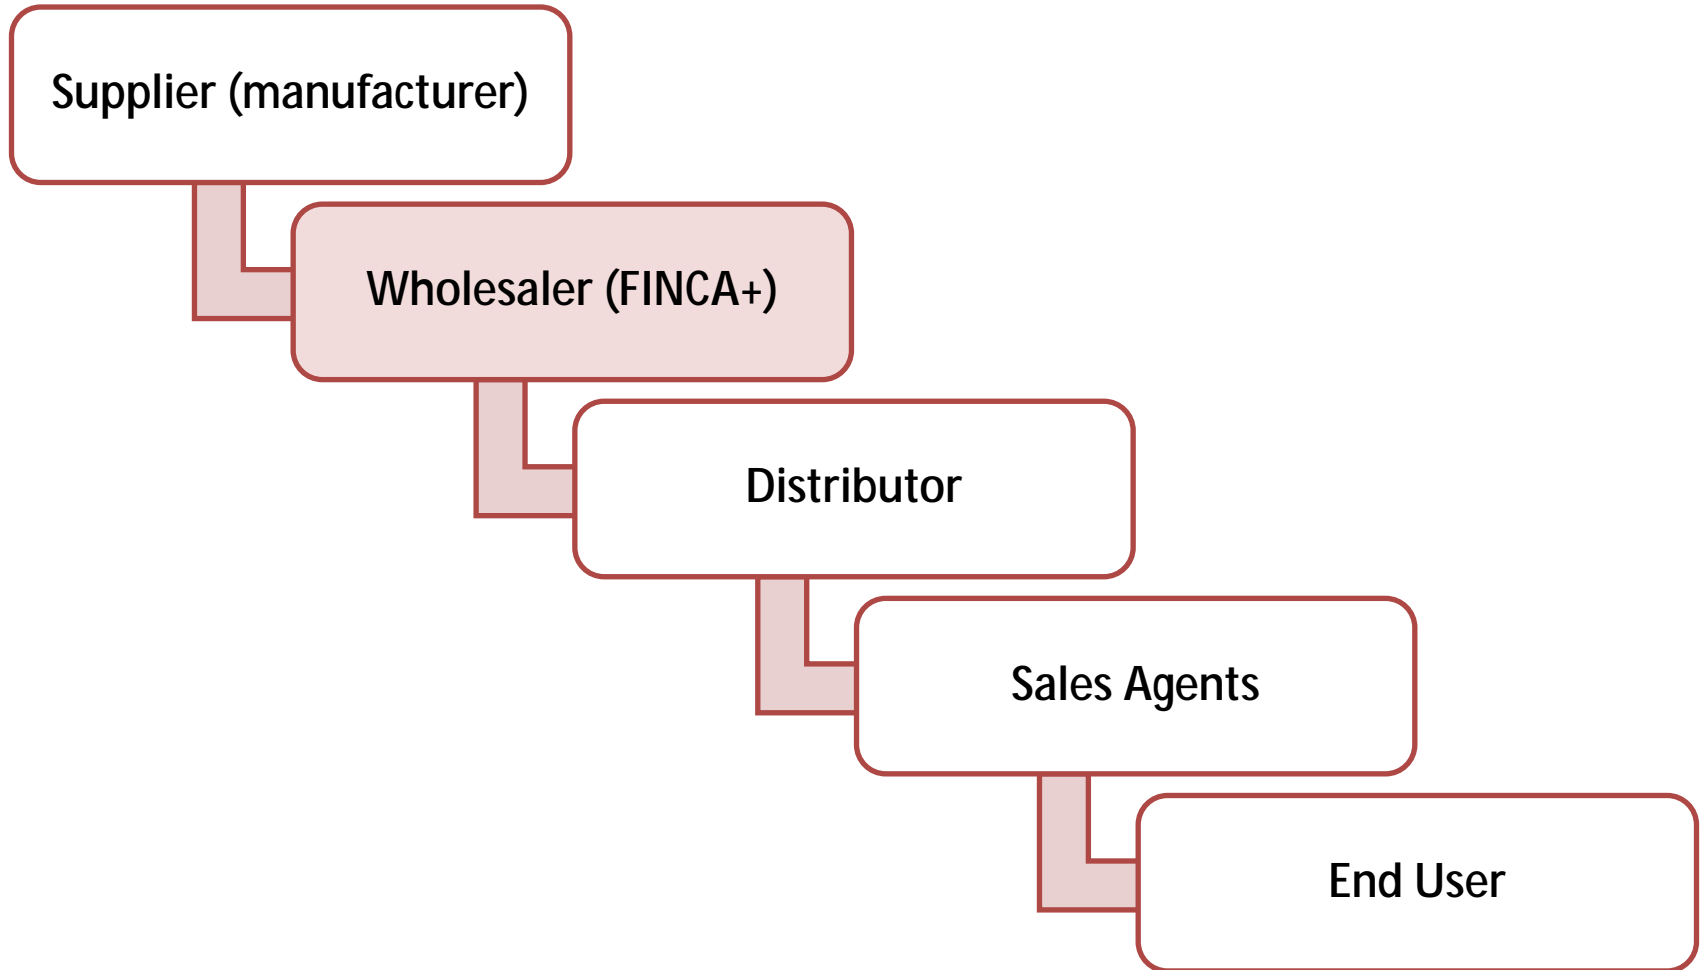 Supplier (manufacturer)
Wholesaler (FINCA+)
Distributor
Sales Agents
End User